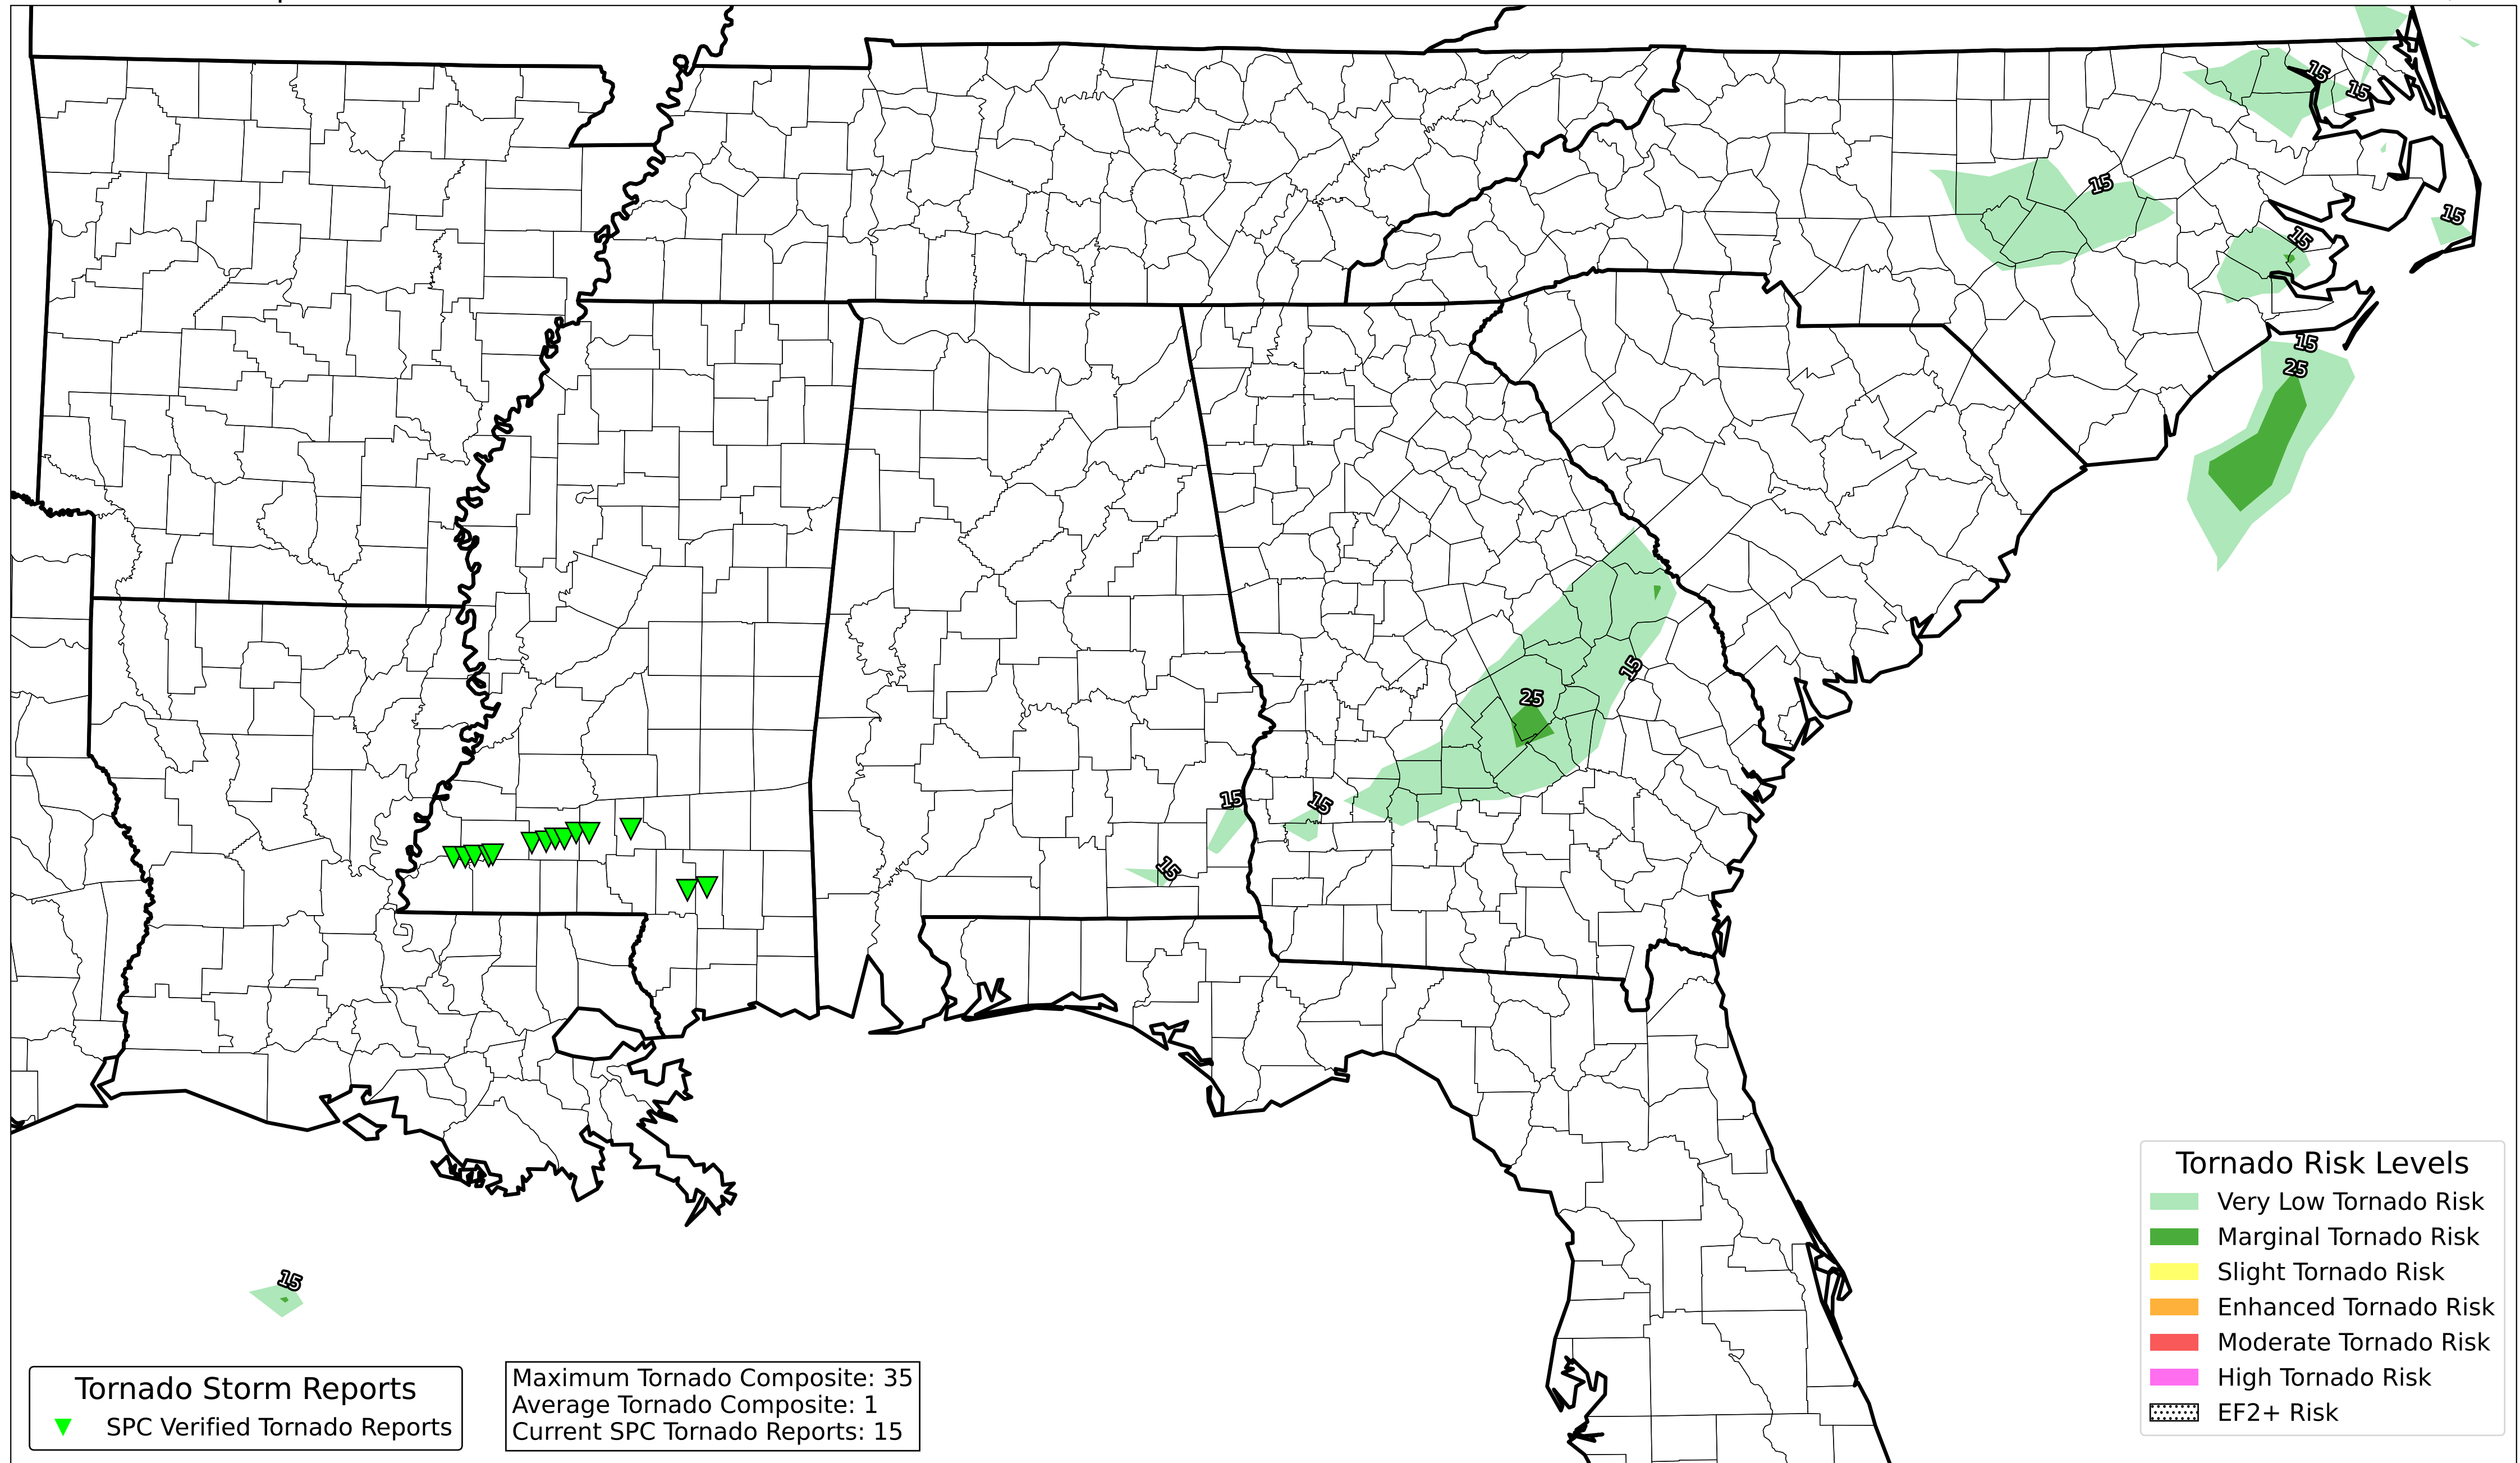 15
15
15
15
15
15
25
15
25
15
15
15
15
Tornado Risk Levels
Very Low Tornado Risk
Marginal Tornado Risk
Slight Tornado Risk
Enhanced Tornado Risk
Moderate Tornado Risk
High Tornado Risk
EF2+ Risk
Tornado Storm Reports
SPC Verified Tornado Reports
Maximum Tornado Composite: 35
Average Tornado Composite: 1
Current SPC Tornado Reports: 15